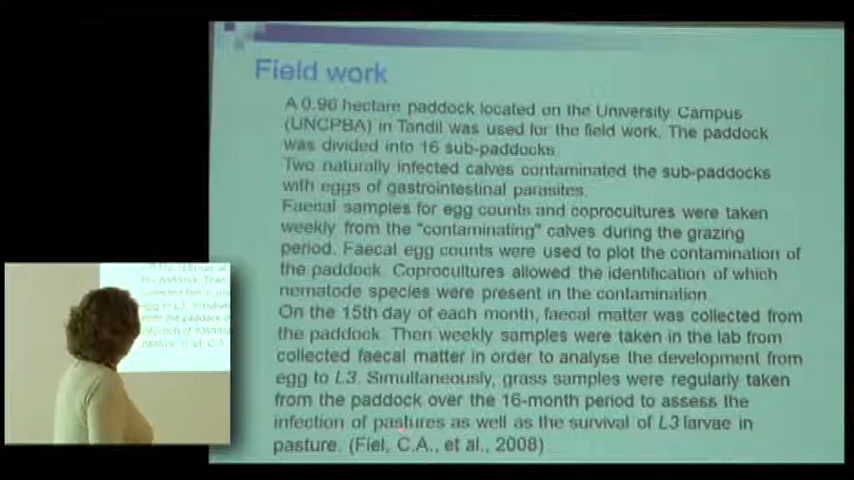 Field work
A 0.96 hectare paddock located on the University Campus
(UNCPBA) in Tandil was used for the field work. The paddock
was divided into 16 sub-paddocks.
Two naturally infected calves contaminated the sub-paddocks
with eggs of gastrointestinal parasites.
Faecal samples for egg counts and coprocultures were taken
weekly from the "contaminating" calves during the grazing
period. Faecal egg counts were used to plot the contamination of
the paddock. Coprocultures allowed the identification of which
nematode species were present in the contamination.
On the 15th day of each month, faecal matter was collected from
the paddock. Then weekly samples were taken in the lab from
collected faecal matter in order to analyse the development from
egg to L3. Simultaneously, grass samples were regularly taken
from the paddock over the 16-month period to assess the
infection of pastures as well as the survival of L3 larvae in
pasture. (Fiel, C.A., et al., 2008)